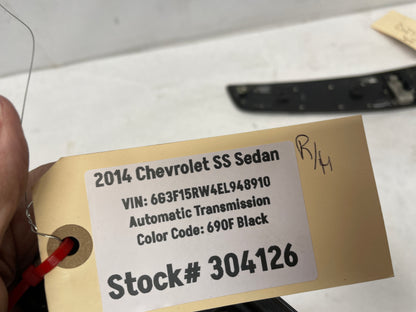 2014 Chevrolet SS Sedan
VIN: 6G3F15RW4EL948910
Automatic Transmission
Color Code: 690F Black
Stock# 304126
R/H